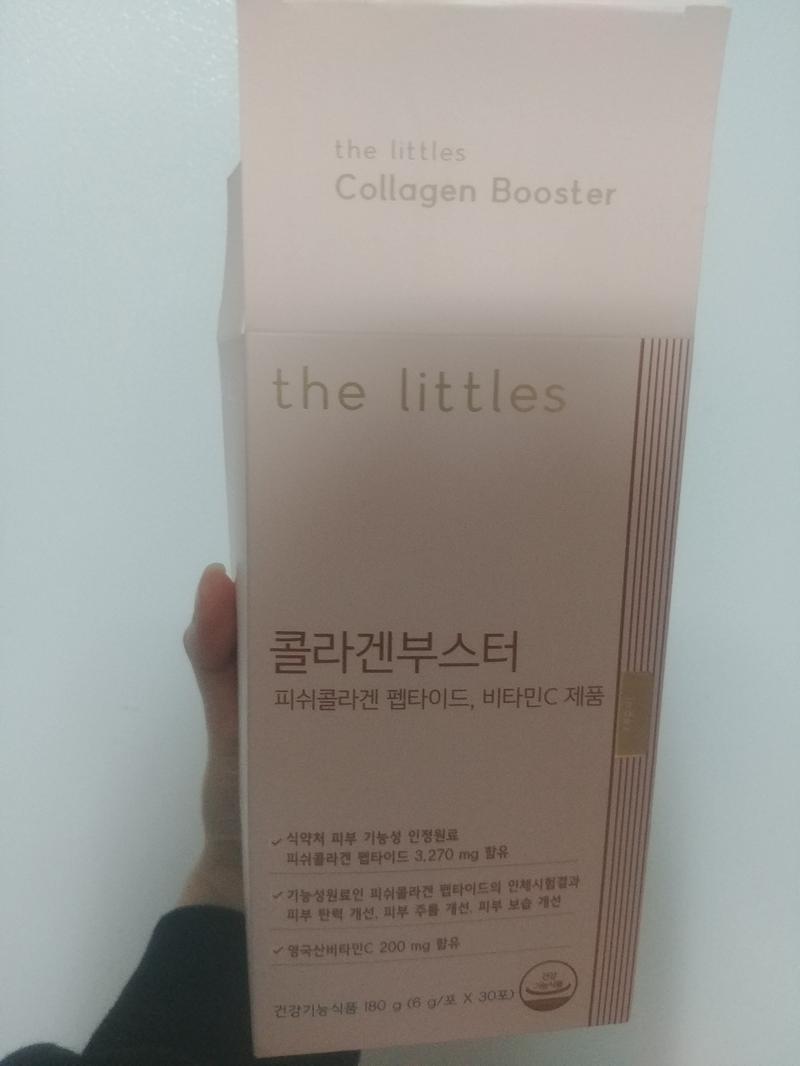 the littles
Collagen Booster
the littles
콜라겐부스터
피쉬콜라겐 펩타이드, 비타민C 제품
✓ 식약처 피부 기능성 인정원료
피쉬콜라겐 펩타이드 3,270 mg 함유
✓ 기능성원료인 피쉬콜라겐 펩타이드의 인체시험결과
피부 탄력 개선, 피부 주름 개선, 피부 보습 개선
✓ 영국산비타민C 200 mg 함유
건강기능식품 180 g (6 g/포 X 30포)
건강
기능식품